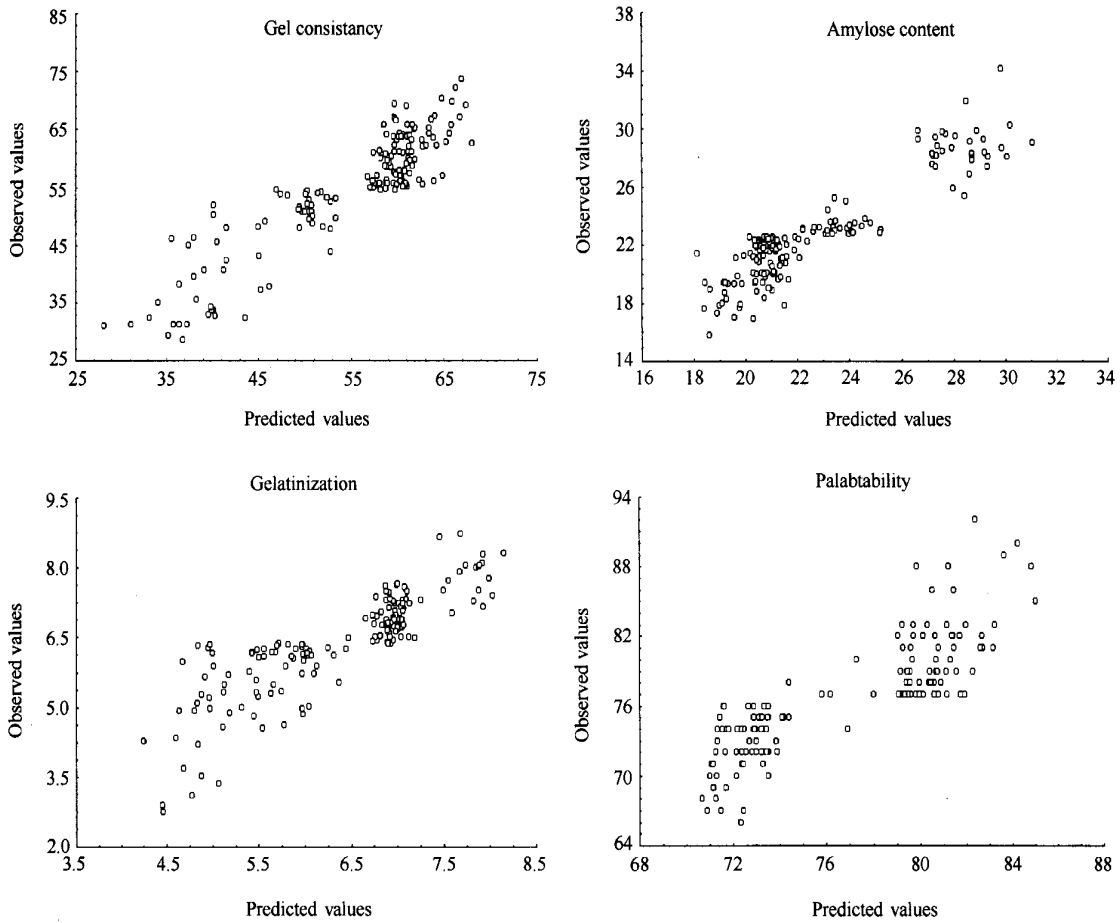 Gel consistancy
Observed values
85
75
65
55
45
35
25
25 35 45 55 65 75
Predicted values
Amylose content
Observed values
38
34
30
26
22
18
14
16 18 20 22 24 26 28 30 32 34
Predicted values
Gelatinization
Observed values
9.5
8.0
6.5
5.0
3.5
2.0
3.5 4.5 5.5 6.5 7.5 8.5
Predicted values
Palabtability
Observed values
94
88
82
76
70
64
68 72 76 80 84 88
Predicted values